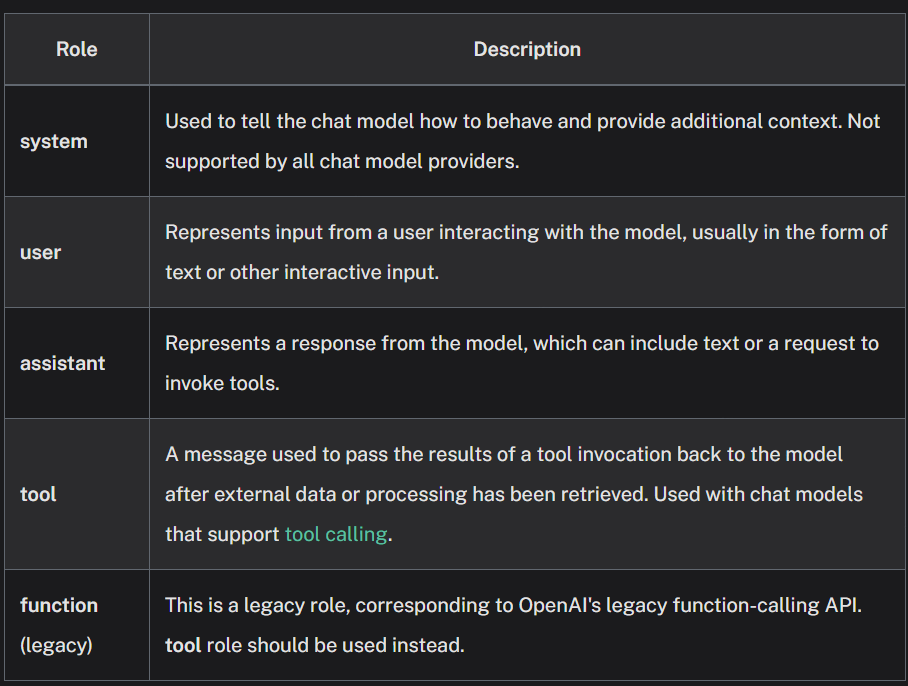 Role
Description
system
Used to tell the chat model how to behave and provide additional context. Not
supported by all chat model providers.
user
Represents input from a user interacting with the model, usually in the form of
text or other interactive input.
assistant
Represents a response from the model, which can include text or a request to
invoke tools.
tool
A message used to pass the results of a tool invocation back to the model
after external data or processing has been retrieved. Used with chat models
that support tool calling.
function
(legacy)
This is a legacy role, corresponding to OpenAI's legacy function-calling API.
tool role should be used instead.